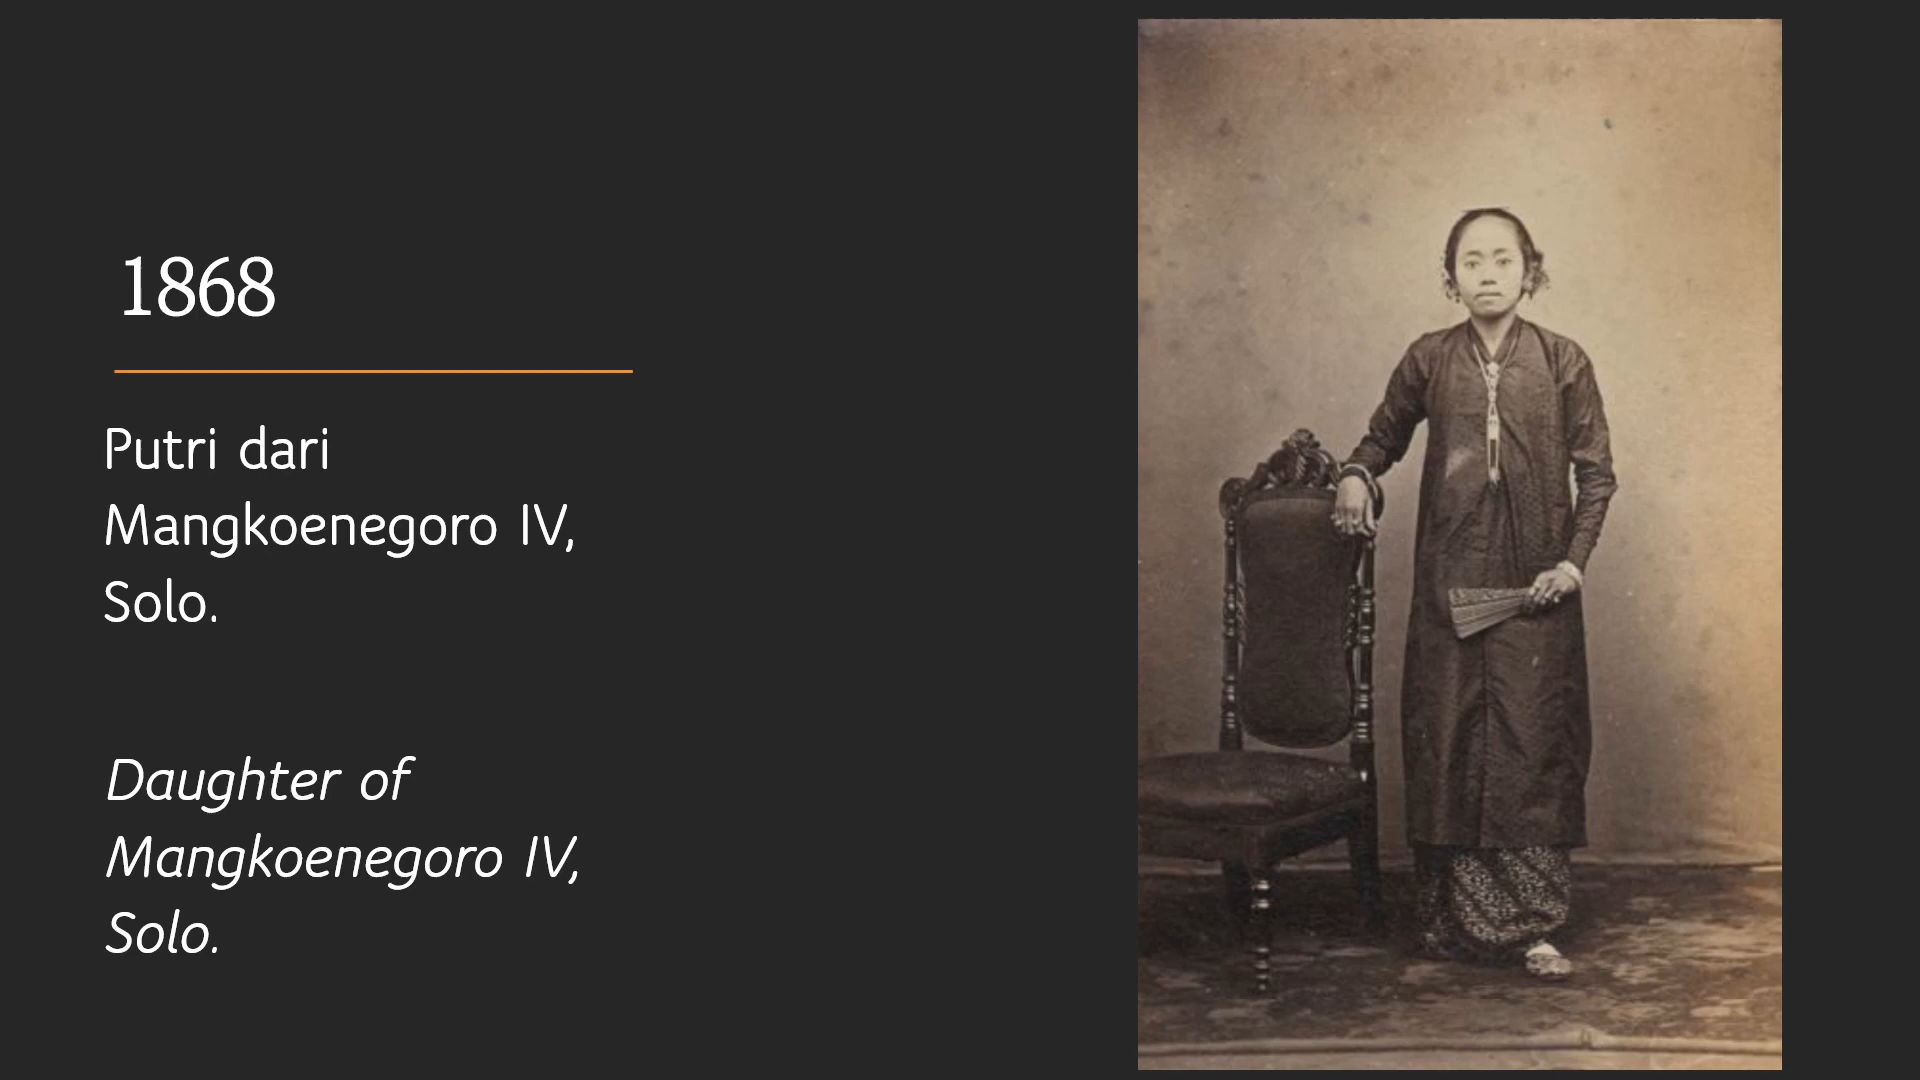 1868
Putri dari
Mangkoenegoro IV,
Solo.
Daughter of
Mangkoenegoro IV,
Solo.